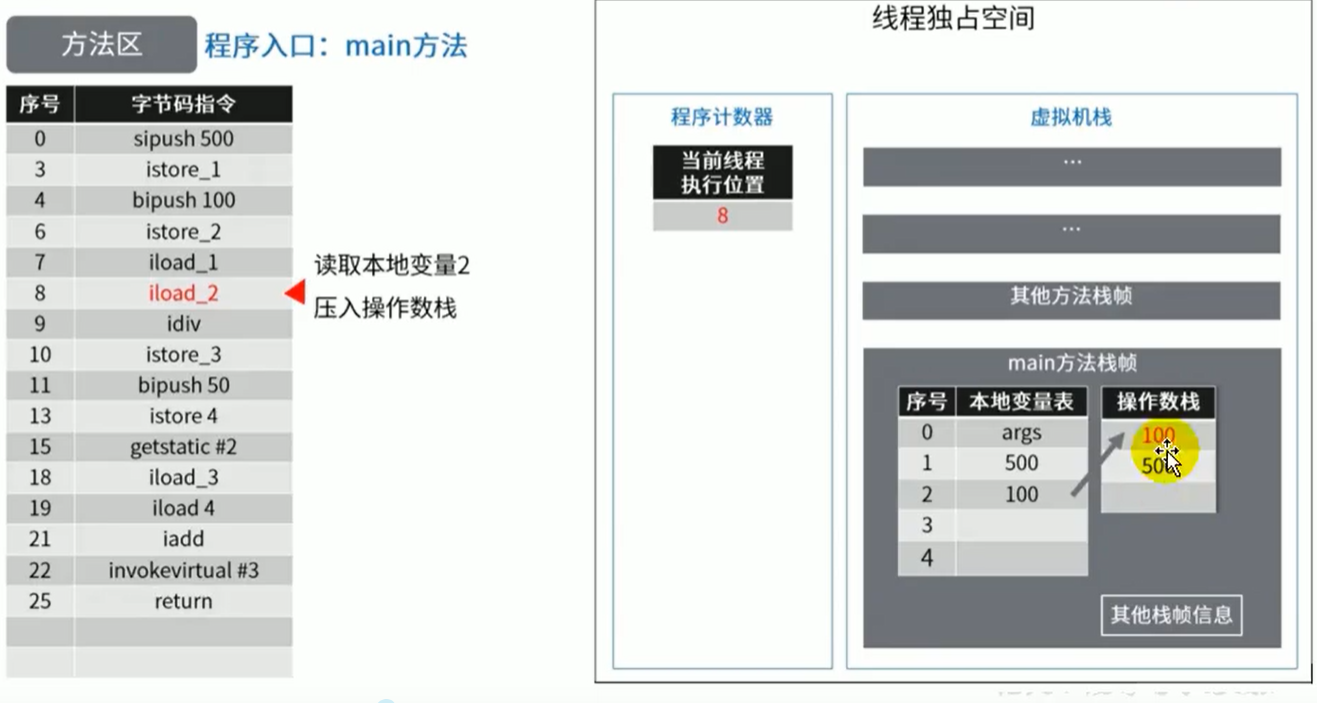 方法区
程序入口：main方法
序号 字节码指令
0 sipush 500
3 istore_1
4 bipush 100
6 istore_2
7 iload_1
8 iload_2
9 idiv
10 istore_3
11 bipush 50
13 istore 4
15 getstatic #2
18 iload_3
19 iload 4
21 iadd
22 invokevirtual #3
25 return
读取本地变量2
压入操作数栈
线程独占空间
程序计数器
当前线程
执行位置
8
虚拟机栈
...
...
其他方法栈帧
main方法栈帧
序号 本地变量表
0 args
1 500
2 100
3
4
操作数栈
100
500
其他栈帧信息